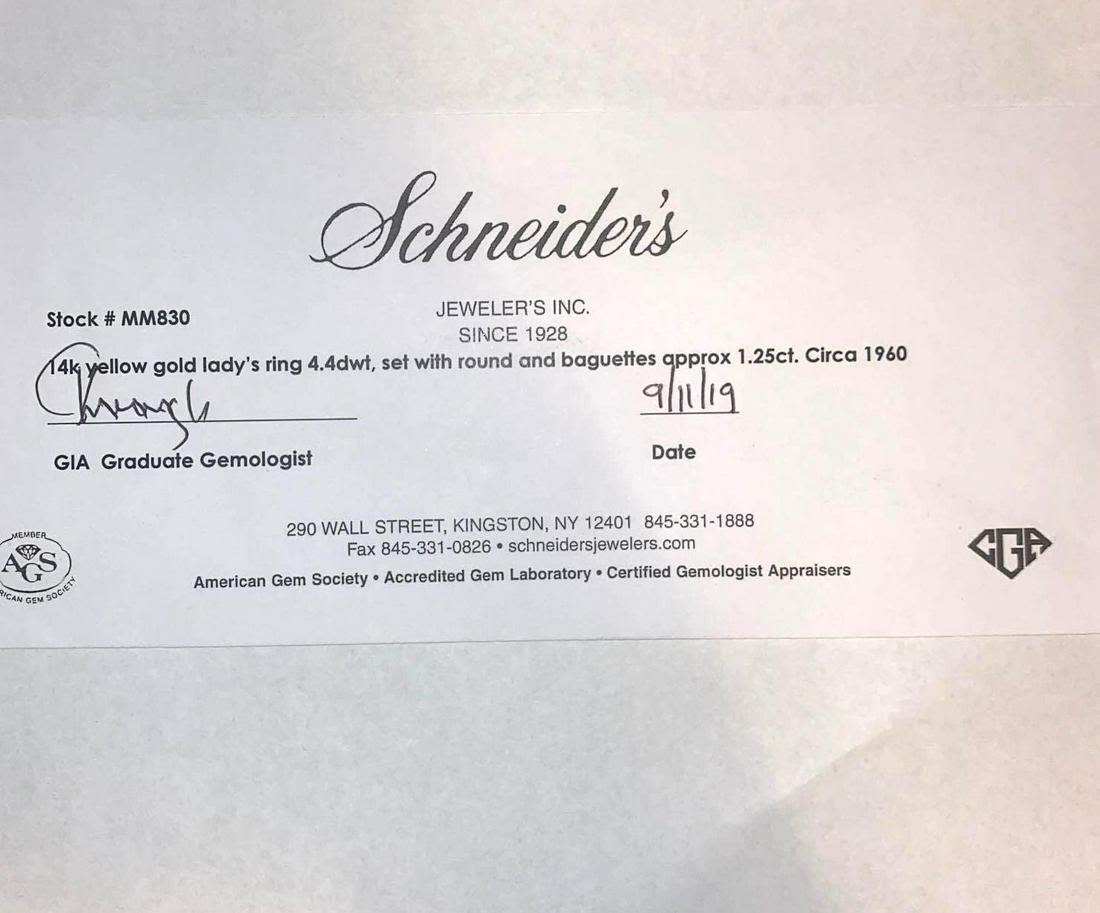 Schneider's
JEWELER'S INC.
SINCE 1928
Stock # MM830
14k yellow gold lady's ring 4.4dwt, set with round and baguettes approx 1.25ct. Circa 1960
9/11/19
GIA Graduate Gemologist
Date
290 WALL STREET, KINGSTON, NY 12401 845-331-1888
Fax 845-331-0826 • schneidersjewelers.com
American Gem Society • Accredited Gem Laboratory • Certified Gemologist Appraisers
MEMBER
AGS
RICAN GEM SOCIETY
CGA